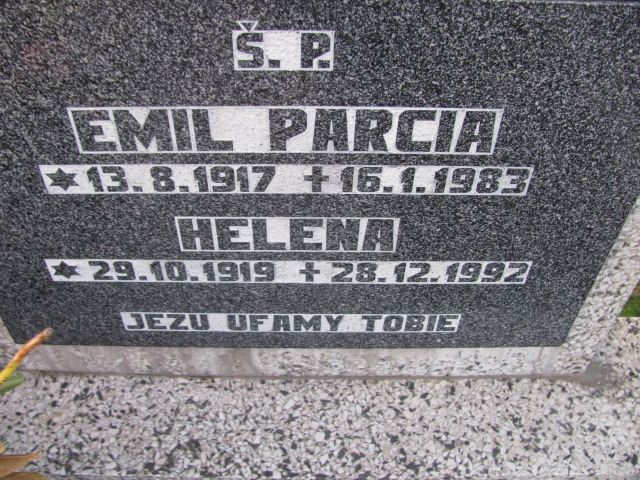 Š. P.
EMIL PARCIA
✶ 13.8.1917 ✝ 16.1.1983
HELENA
✶ 29.10.1919 ✝ 28.12.1992
JEZU UFAMY TOBIE